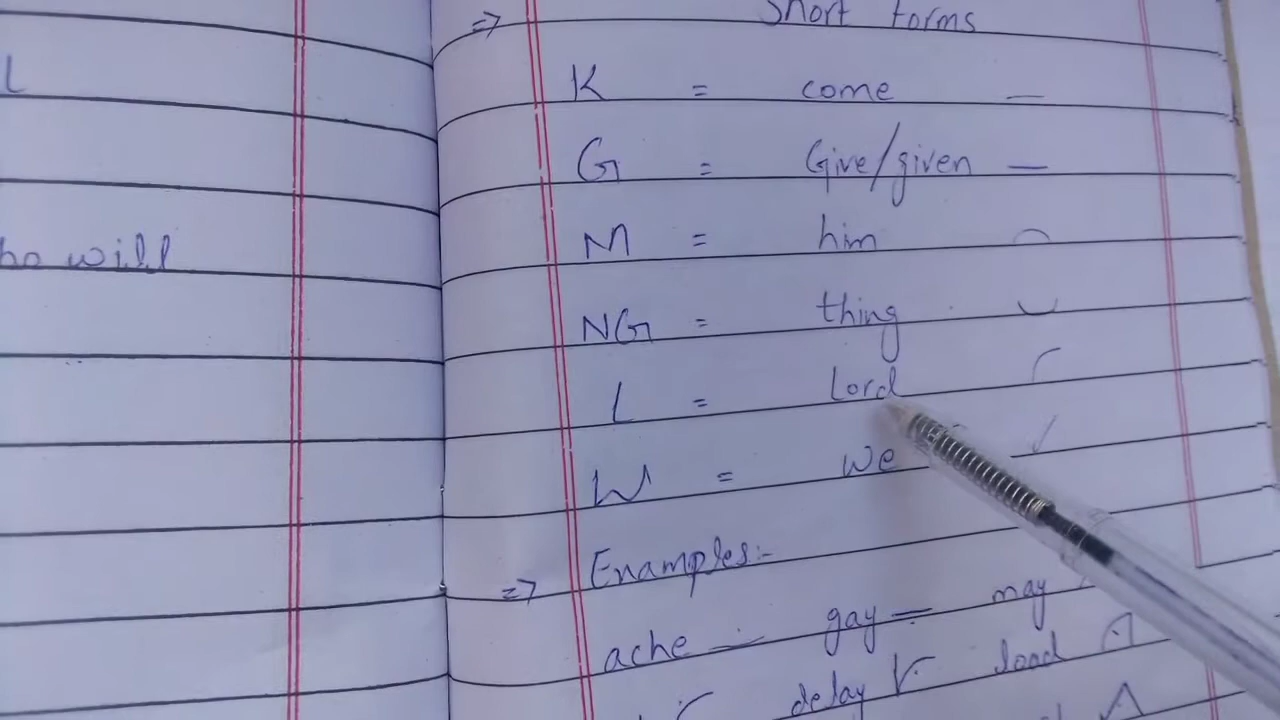 L
ho will
=> Short forms
K = come —
G = Give/given —
M = him
NG = thing
L = Lord
W = we
=> Examples:-
ache gay may
delay load